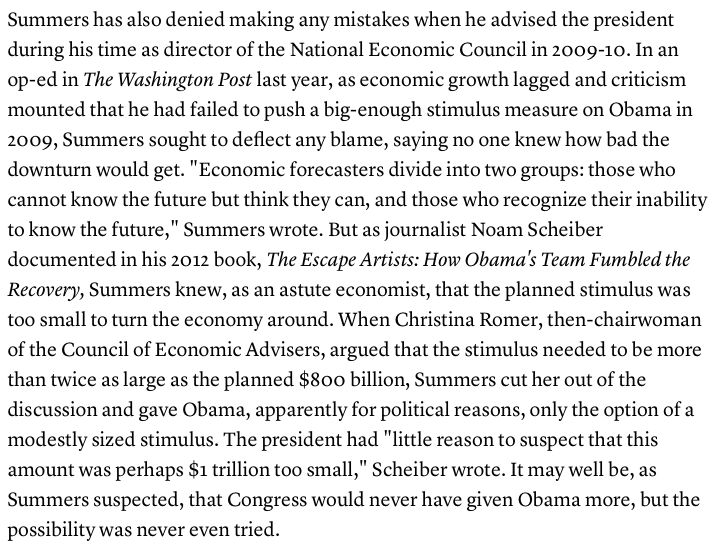 Summers has also denied making any mistakes when he advised the president
during his time as director of the National Economic Council in 2009-10. In an
op-ed in The Washington Post last year, as economic growth lagged and criticism
mounted that he had failed to push a big-enough stimulus measure on Obama in
2009, Summers sought to deflect any blame, saying no one knew how bad the
downturn would get. "Economic forecasters divide into two groups: those who
cannot know the future but think they can, and those who recognize their inability
to know the future," Summers wrote. But as journalist Noam Scheiber
documented in his 2012 book, The Escape Artists: How Obama's Team Fumbled the
Recovery, Summers knew, as an astute economist, that the planned stimulus was
too small to turn the economy around. When Christina Romer, then-chairwoman
of the Council of Economic Advisers, argued that the stimulus needed to be more
than twice as large as the planned $800 billion, Summers cut her out of the
discussion and gave Obama, apparently for political reasons, only the option of a
modestly sized stimulus. The president had "little reason to suspect that this
amount was perhaps $1 trillion too small," Scheiber wrote. It may well be, as
Summers suspected, that Congress would never have given Obama more, but the
possibility was never even tried.